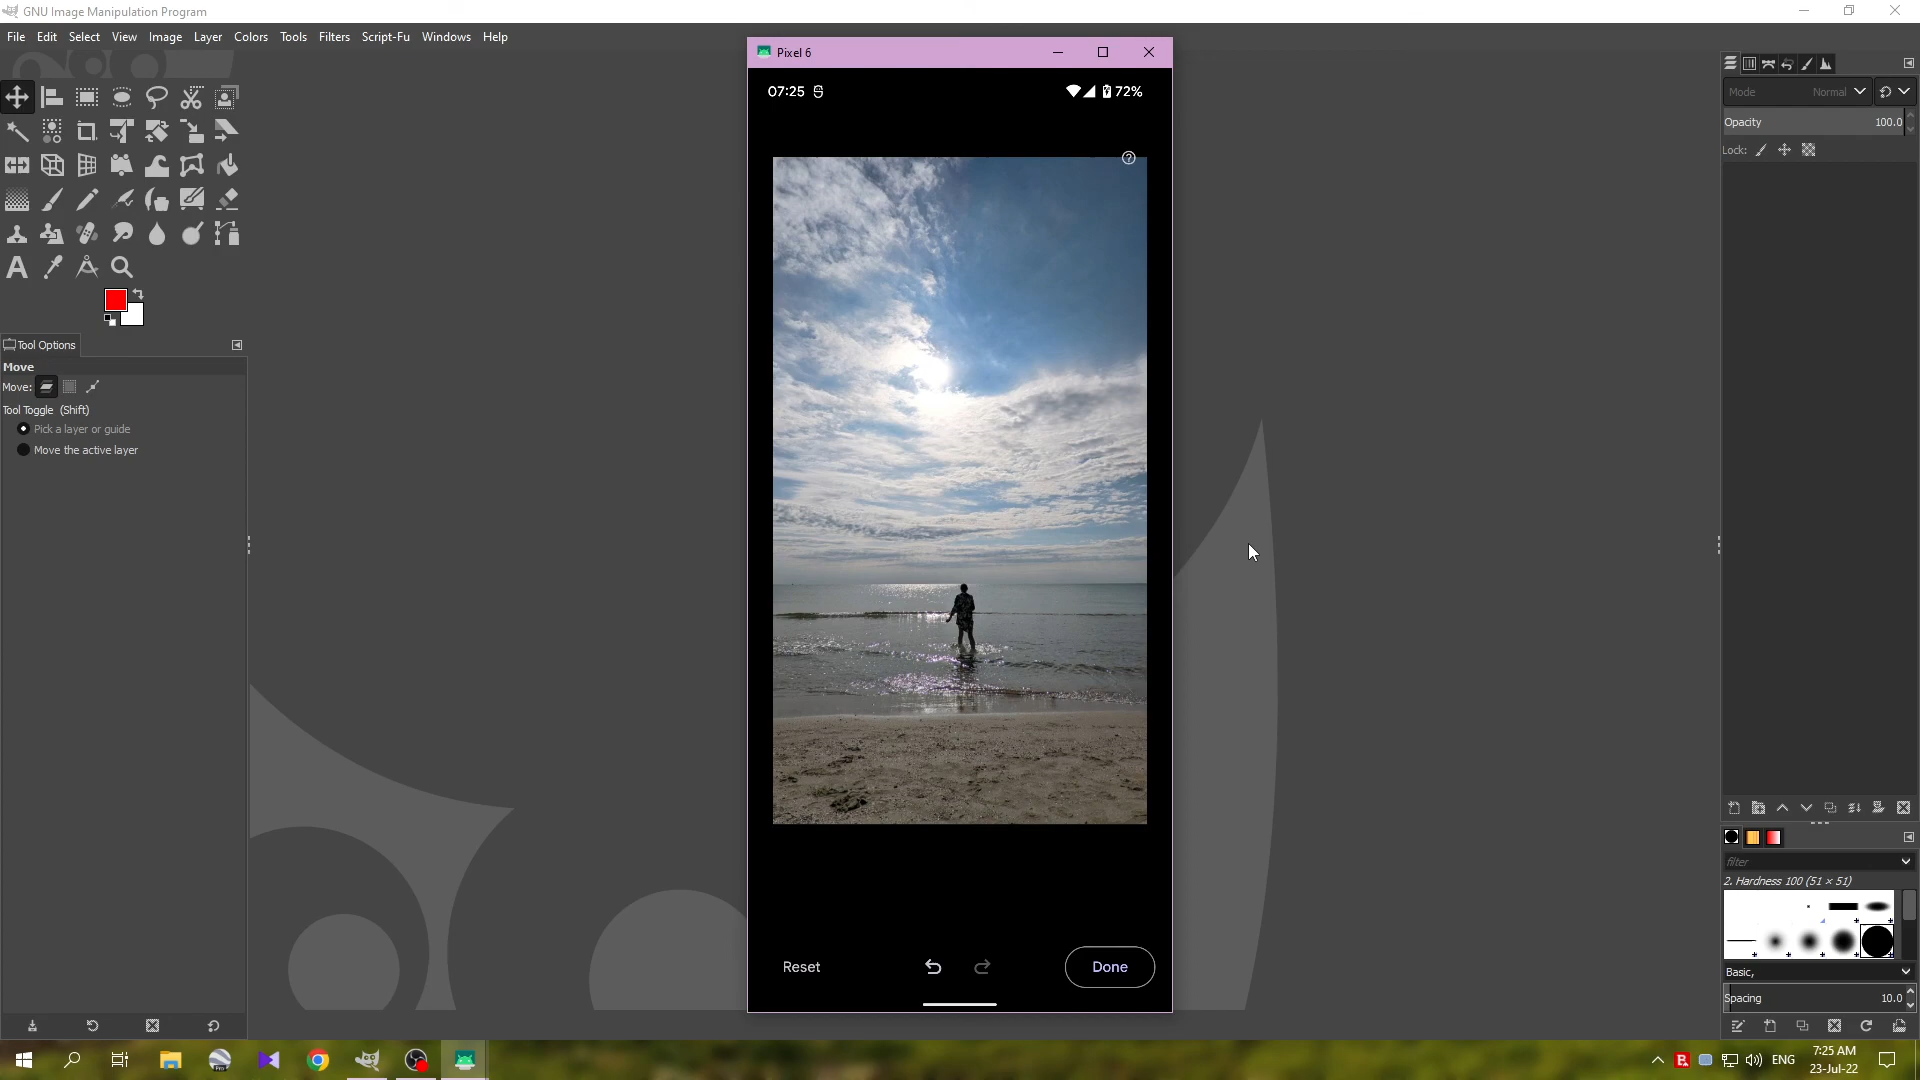 GNU Image Manipulation Program
File Edit Select View Image Layer Colors Tools Filters Script-Fu Windows Help
Pixel 6
07:25
72%
Mode Normal
Opacity 100.0
Lock:
Tool Options
Move
Move:
Tool Toggle (Shift)
Pick a layer or guide
Move the active layer
filter
2. Hardness 100 (51 × 51)
Basic,
Spacing 10.0
Reset
Done
ENG
7:25 AM
23-Jul-22